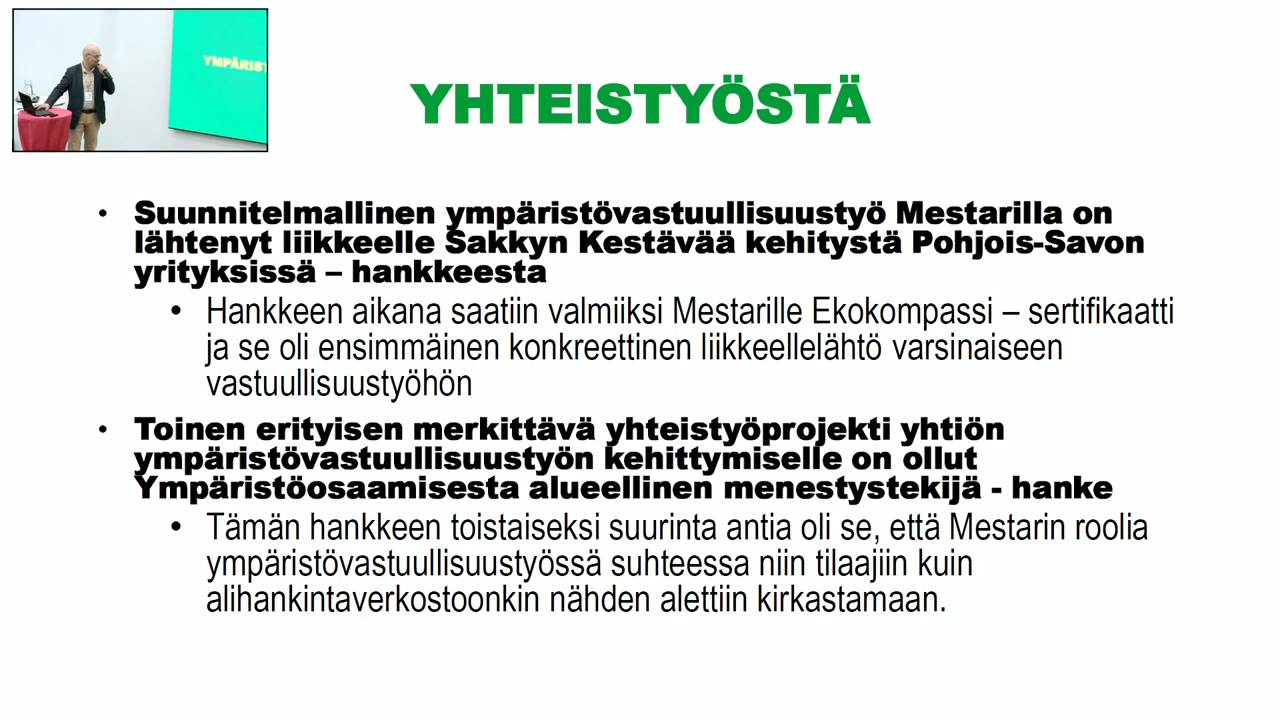 YMPÄRIST
YHTEISTYÖSTÄ
• Suunnitelmallinen ympäristövastuullisuustyö Mestarilla on
lähtenyt liikkeelle Sakkyn Kestävää kehitystä Pohjois-Savon
yrityksissä – hankkeesta
• Hankkeen aikana saatiin valmiiksi Mestarille Ekokompassi – sertifikaatti
ja se oli ensimmäinen konkreettinen liikkeellelähtö varsinaiseen
vastuullisuustyöhön
• Toinen erityisen merkittävä yhteistyöprojekti yhtiön
ympäristövastuullisuustyön kehittymiselle on ollut
Ympäristöosaamisesta alueellinen menestystekijä - hanke
• Tämän hankkeen toistaiseksi suurinta antia oli se, että Mestarin roolia
ympäristövastuullisuustyössä suhteessa niin tilaajiin kuin
alihankintaverkostoonkin nähden alettiin kirkastamaan.